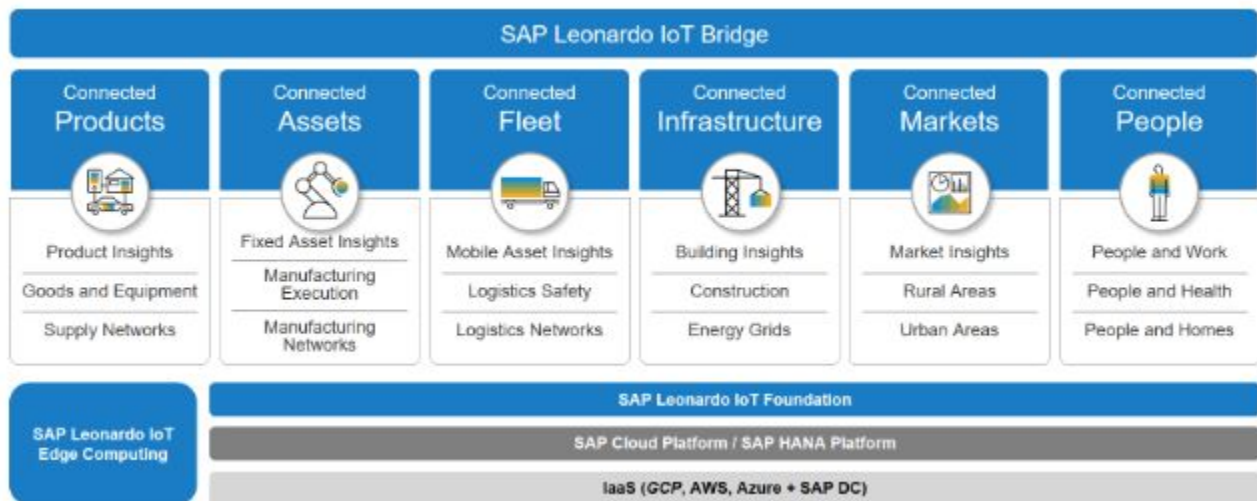 SAP Leonardo IoT Bridge
Connected
Products
Product Insights
Goods and Equipment
Supply Networks
Connected
Assets
Fixed Asset Insights
Manufacturing
Execution
Manufacturing
Networks
Connected
Fleet
Mobile Asset Insights
Logistics Safety
Logistics Networks
Connected
Infrastructure
Building Insights
Construction
Energy Grids
Connected
Markets
Market Insights
Rural Areas
Urban Areas
Connected
People
People and Work
People and Health
People and Homes
SAP Leonardo IoT
Edge Computing
SAP Leonardo IoT Foundation
SAP Cloud Platform / SAP HANA Platform
IaaS (GCP, AWS, Azure + SAP DC)